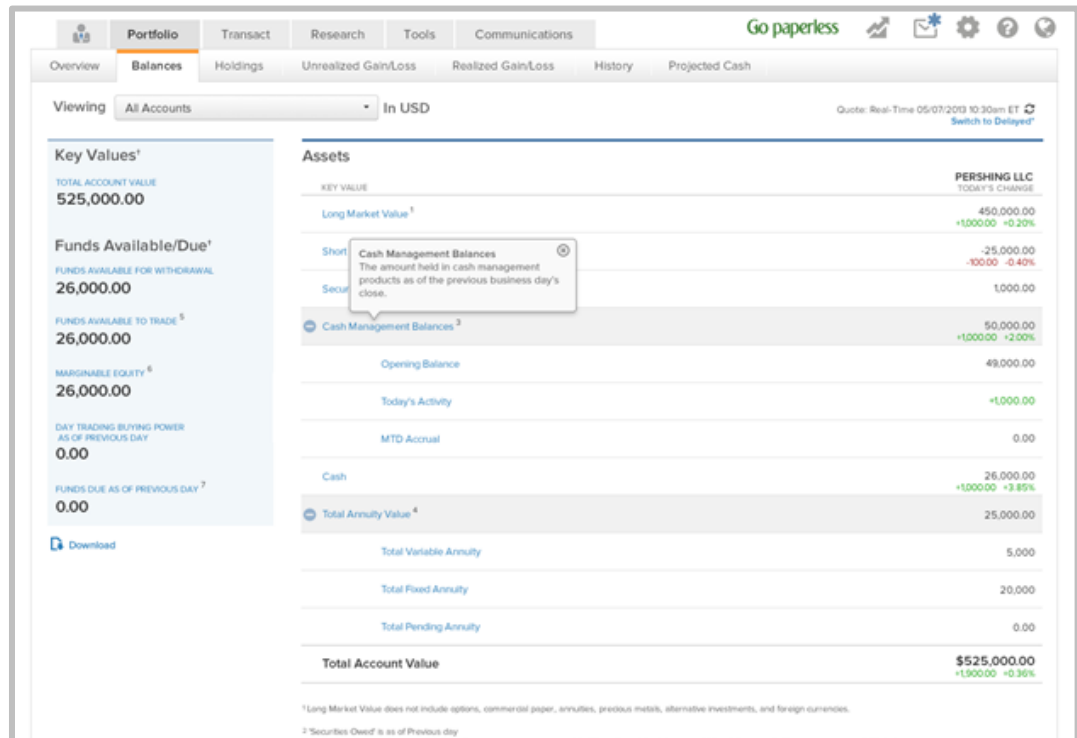 Go paperless
Portfolio Transact Research Tools Communications
Overview Balances Holdings Unrealized Gain/Loss Realized Gain/Loss History Projected Cash
Viewing All Accounts In USD
Quote: Real-Time 05/07/2013 10:30am ET
Switch to Delayed*
Key Values†
TOTAL ACCOUNT VALUE
525,000.00
Funds Available/Due†
FUNDS AVAILABLE FOR WITHDRAWAL
26,000.00
FUNDS AVAILABLE TO TRADE 5
26,000.00
MARGINABLE EQUITY 6
26,000.00
DAY TRADING BUYING POWER
AS OF PREVIOUS DAY
0.00
FUNDS DUE AS OF PREVIOUS DAY 7
0.00
Download
Assets
KEY VALUE PERSHING LLC
TODAY'S CHANGE
Long Market Value 1 450,000.00
+1,000.00 +0.20%
Short -25,000.00
-100.00 -0.40%
Cash Management Balances
The amount held in cash management
products as of the previous business day's
close.
Secur 1,000.00
Cash Management Balances 3 50,000.00
+1,000.00 +2.00%
Opening Balance 49,000.00
Today's Activity +1,000.00
MTD Accrual 0.00
Cash 26,000.00
+1,000.00 +3.85%
Total Annuity Value 4 25,000.00
Total Variable Annuity 5,000
Total Fixed Annuity 20,000
Total Pending Annuity 0.00
Total Account Value $525,000.00
+1,900.00 +0.36%
1 Long Market Value does not include options, commercial paper, annuities, precious metals, alternative investments, and foreign currencies.
2 'Securities Owed' is as of Previous day